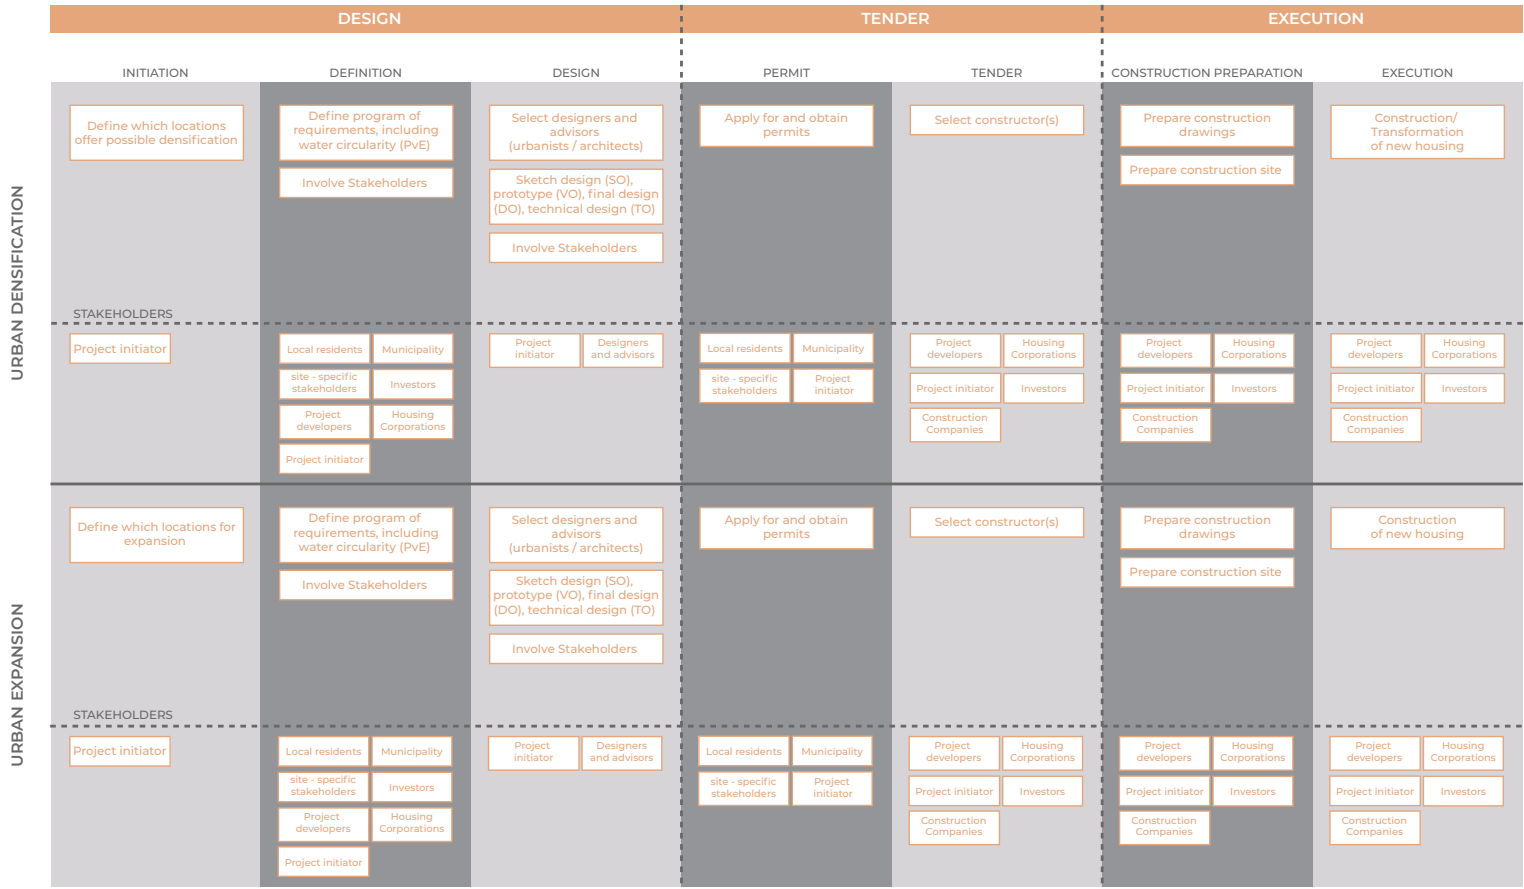 DESIGN
TENDER
EXECUTION
INITIATION
DEFINITION
DESIGN
PERMIT
TENDER
CONSTRUCTION PREPARATION
EXECUTION
URBAN DENSIFICATION
Define which locations
offer possible densification
Define program of
requirements, including
water circularity (PvE)
Involve Stakeholders
Select designers and
advisors
(urbanists / architects)
Sketch design (SO),
prototype (VO), final design
(DO), technical design (TO)
Involve Stakeholders
Apply for and obtain
permits
Select constructor(s)
Prepare construction
drawings
Prepare construction site
Construction/
Transformation
of new housing
STAKEHOLDERS
Project initiator
Local residents
Municipality
site - specific
stakeholders
Investors
Project
developers
Housing
Corporations
Project initiator
Project
initiator
Designers
and advisors
Local residents
Municipality
site - specific
stakeholders
Project
initiator
Project
developers
Housing
Corporations
Project initiator
Investors
Construction
Companies
Project
developers
Housing
Corporations
Project initiator
Investors
Construction
Companies
Project
developers
Housing
Corporations
Project initiator
Investors
Construction
Companies
URBAN EXPANSION
Define which locations for
expansion
Define program of
requirements, including
water circularity (PvE)
Involve Stakeholders
Select designers and
advisors
(urbanists / architects)
Sketch design (SO),
prototype (VO), final design
(DO), technical design (TO)
Involve Stakeholders
Apply for and obtain
permits
Select constructor(s)
Prepare construction
drawings
Prepare construction site
Construction
of new housing
STAKEHOLDERS
Project initiator
Local residents
Municipality
site - specific
stakeholders
Investors
Project
developers
Housing
Corporations
Project initiator
Project
initiator
Designers
and advisors
Local residents
Municipality
site - specific
stakeholders
Project
initiator
Project
developers
Housing
Corporations
Project initiator
Investors
Construction
Companies
Project
developers
Housing
Corporations
Project initiator
Investors
Construction
Companies
Project
developers
Housing
Corporations
Project initiator
Investors
Construction
Companies